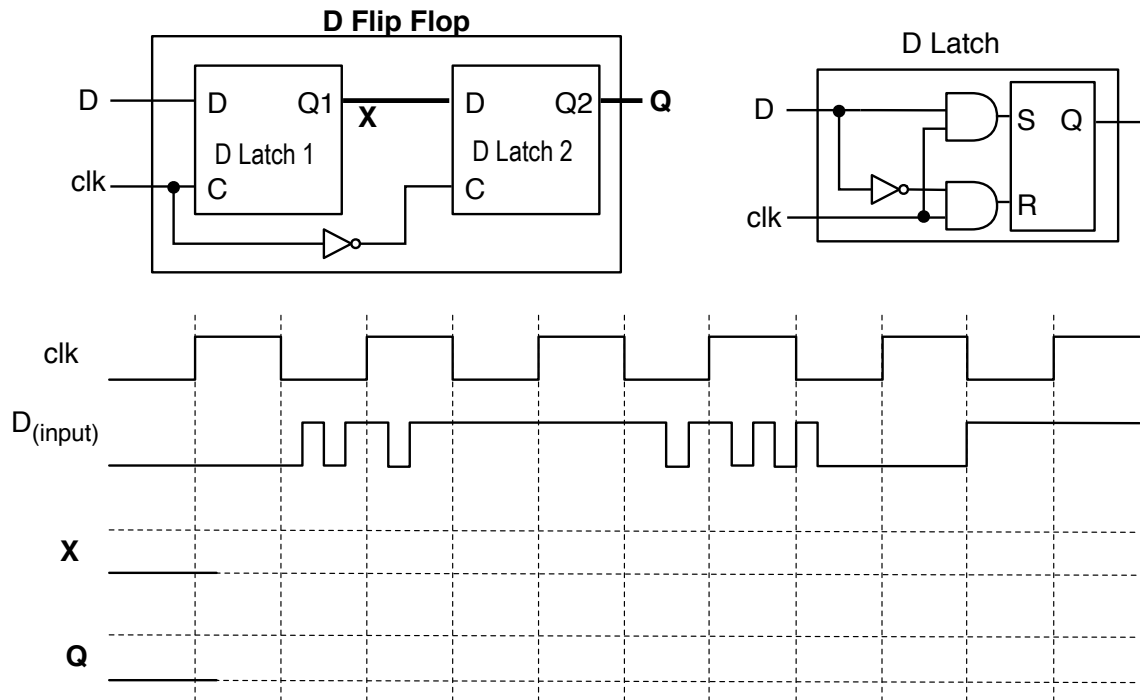 D Flip Flop
D Latch
D
D
Q1
X
D
Q2
Q
D Latch 1
D Latch 2
clk
C
C
D
S
Q
R
clk
clk
D(input)
X
Q